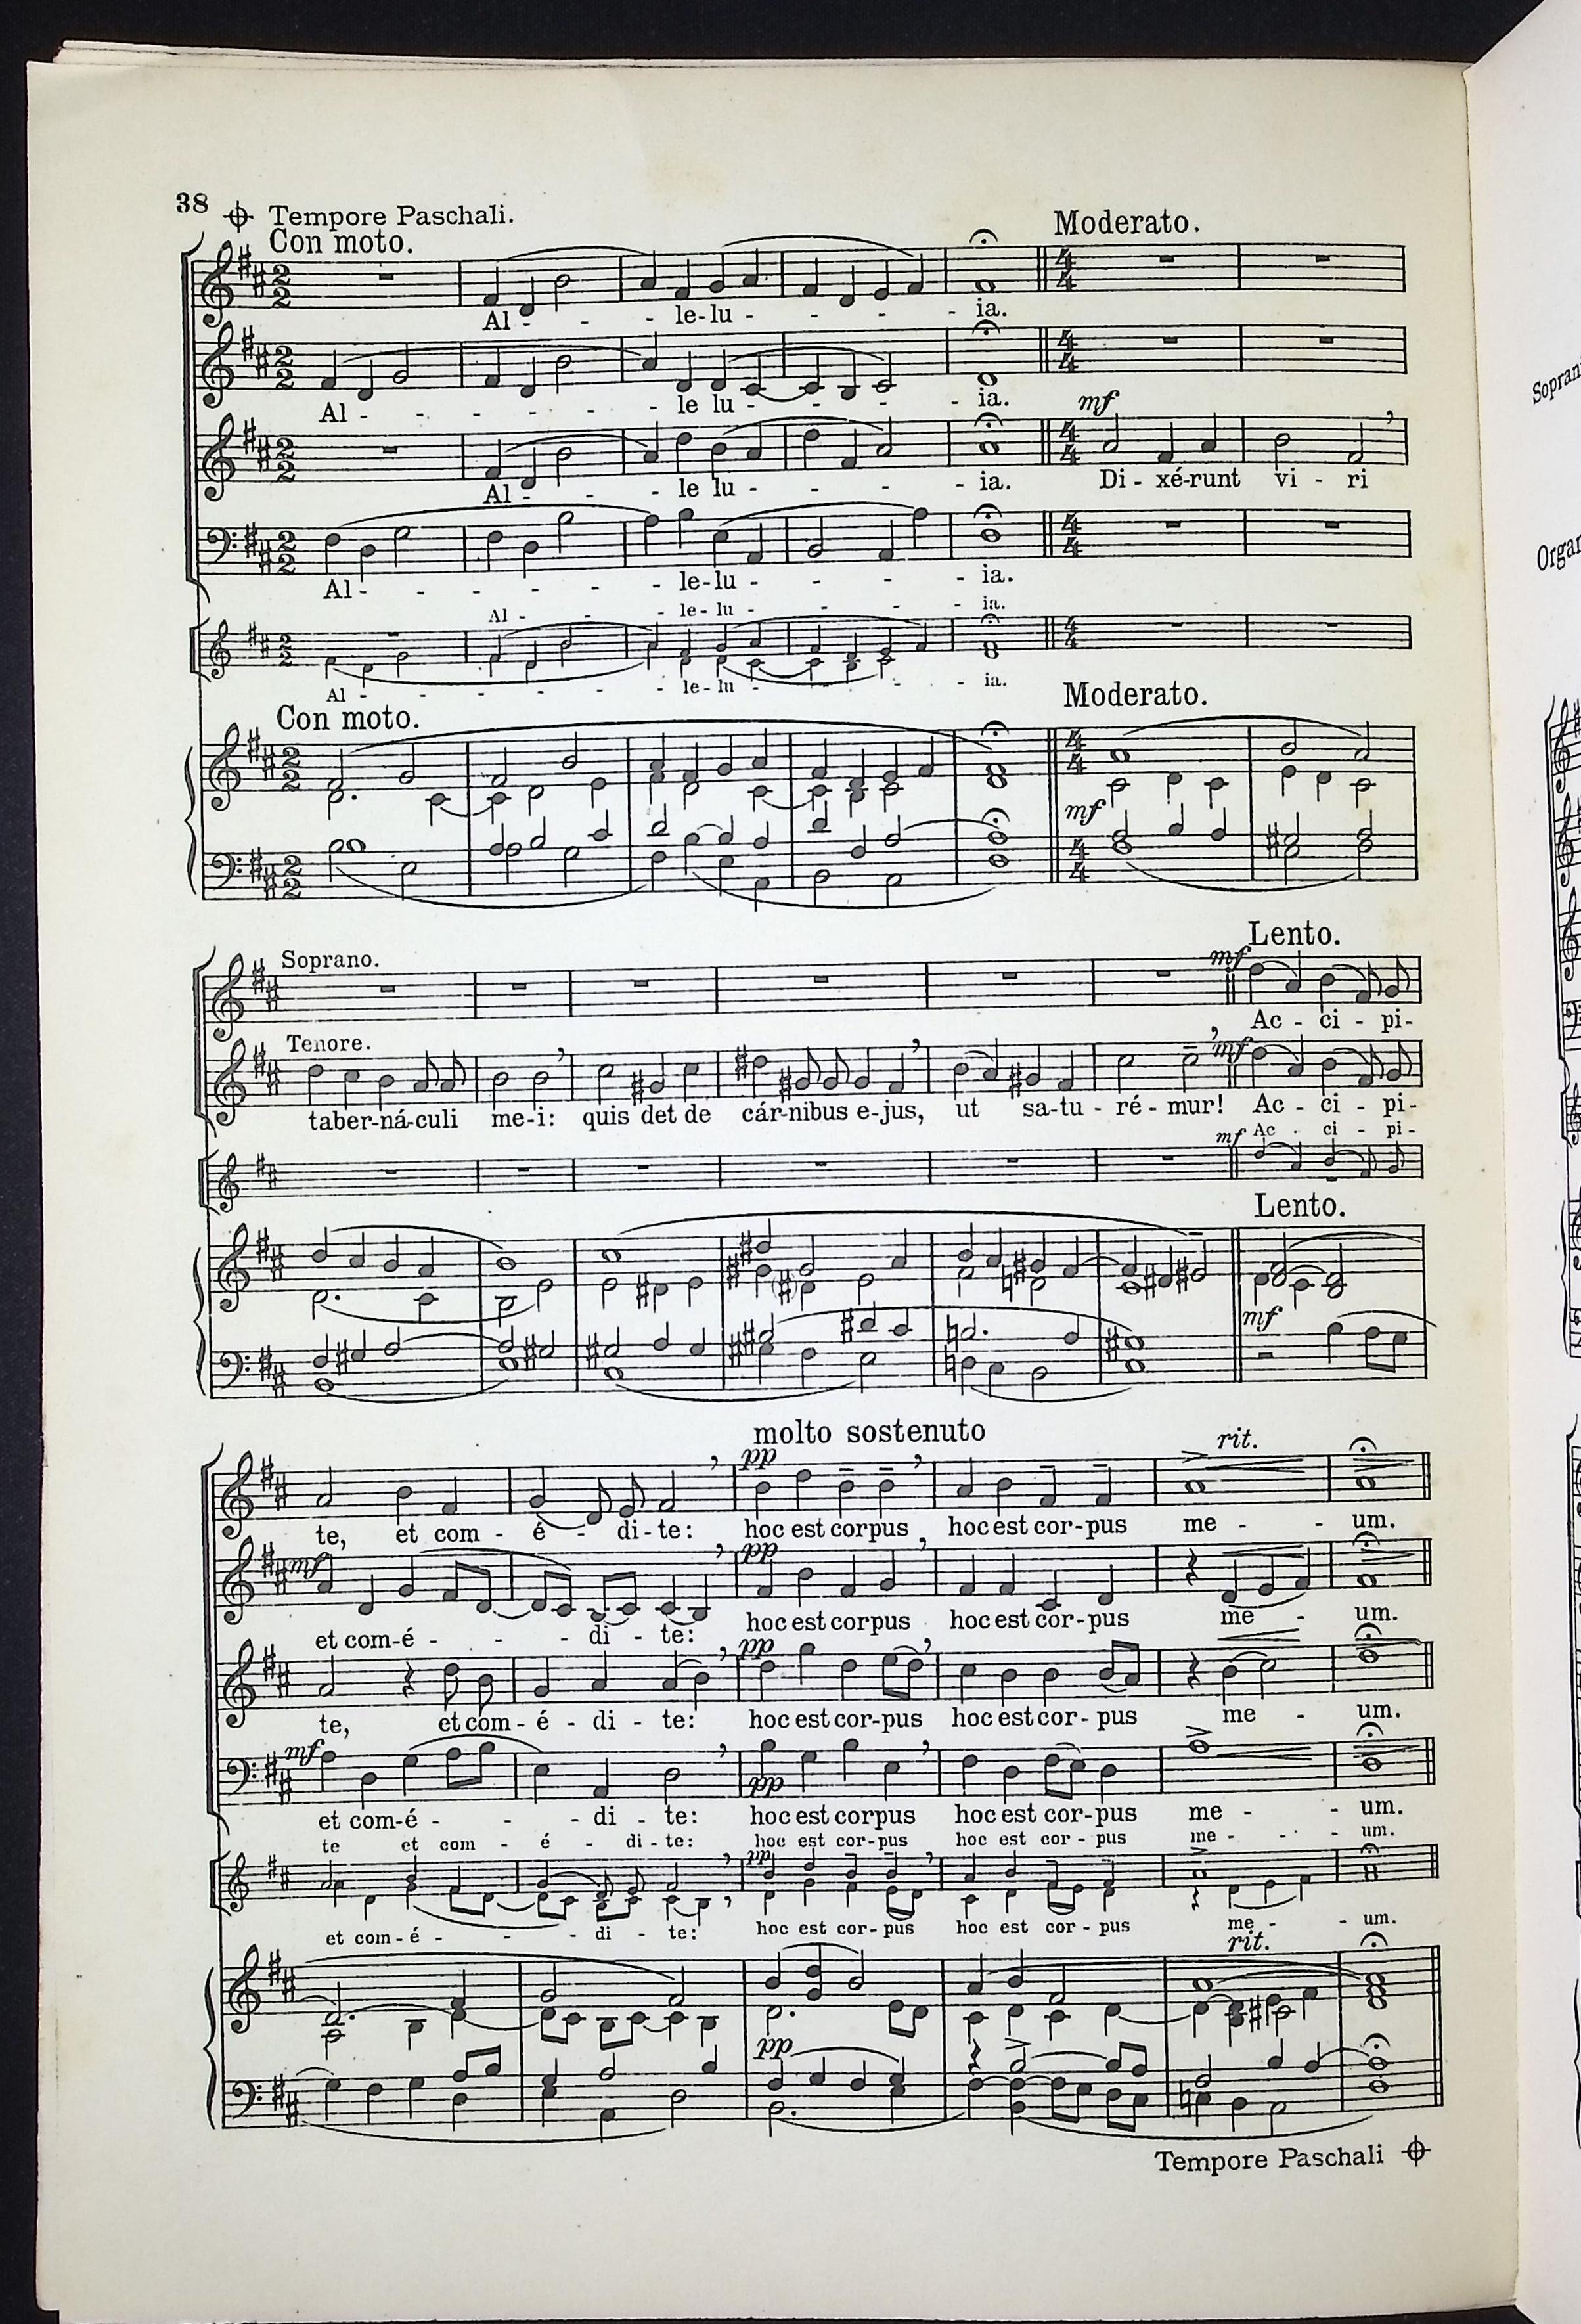 38
Tempore Paschali.
Con moto.
Moderato.
Al - - - le-lu - - - - ia.
Al - - - - - - le lu - - - - ia.
mf
Al - - - le lu - - - - ia. Di - xé-runt vi - ri
Al - - - - - - le-lu - - - - ia.
Al - - - le-lu - - - - ia.
Al - - - - - - le-lu - - - - ia.
Con moto.
Moderato.
mf
Lento.
Soprano.
mf
Ac - ci - pi-
Tenore.
mf
taber-ná-culi me-i: quis det de cár-nibus e-jus, ut sa-tu - ré - mur! Ac - ci - pi-
mf Ac - ci - pi-
Lento.
mf
molto sostenuto
pp
rit.
te, et com - é - di-te: hoc est corpus, hoc est cor-pus me - - um.
mf
pp
et com-é - - - di - te: hoc est corpus hoc est cor-pus me - um.
pp
te, et com - é - di - te: hoc est cor-pus hoc est cor - pus me - um.
mf
pp
et com-é - - - di - te: hoc est corpus hoc est cor-pus me - - um.
te et com - é - di - te: hoc est cor-pus hoc est cor - pus me - - - um.
pp
et com - é - - - di - te: hoc est cor - pus hoc est cor - pus me - - um.
rit.
pp
Tempore Paschali
Sopran
Organ